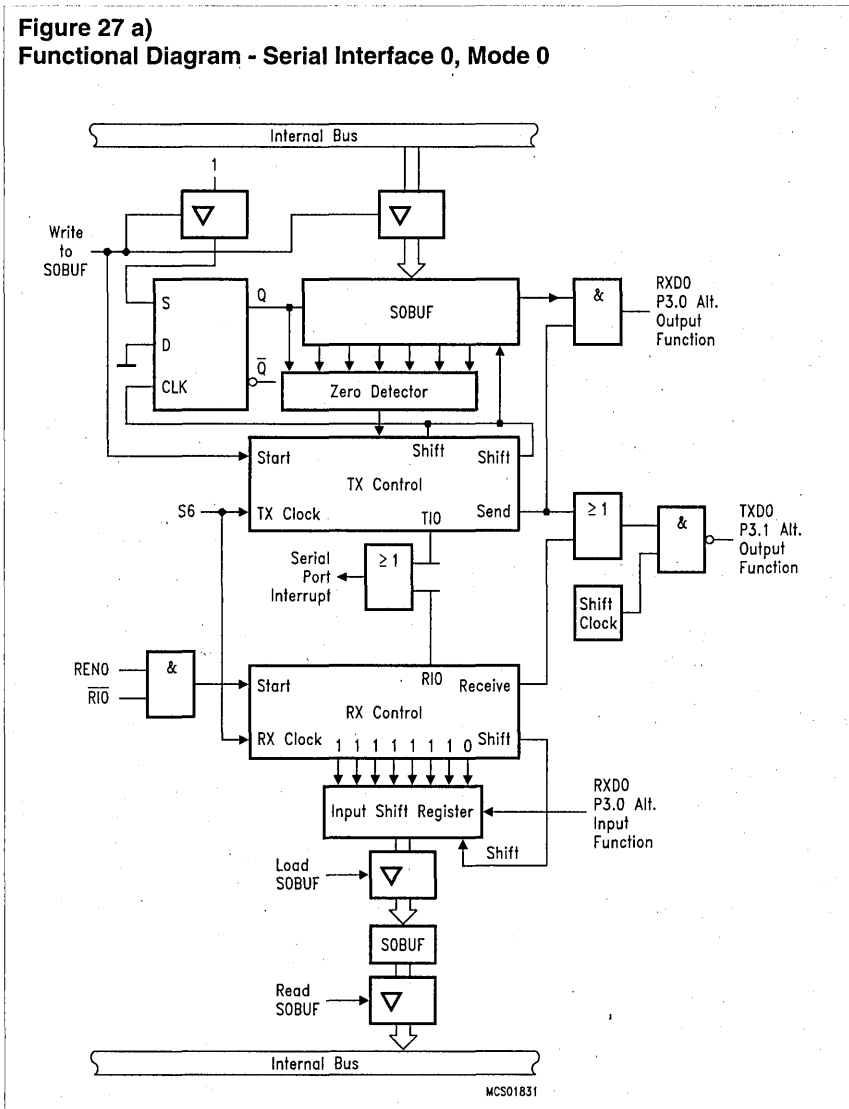 Figure 27 a)
Functional Diagram - Serial Interface 0, Mode 0
Internal Bus
1
Write
to
S0BUF
S
D
CLK
Q
Q̅
S0BUF
Zero Detector
&
RXD0
P3.0 Alt.
Output
Function
Start
Shift
Shift
TX Control
S6
TX Clock
TI0
Send
≥1
&
TXD0
P3.1 Alt.
Output
Function
Serial
Port
Interrupt
≥1
Shift
Clock
REN0
R̅I̅0̅
&
Start
RI0
Receive
RX Control
RX Clock
1 1 1 1 1 1 1 0
Shift
Input Shift Register
RXD0
P3.0 Alt.
Input
Function
Shift
Load
S0BUF
S0BUF
Read
S0BUF
Internal Bus
MCS01831